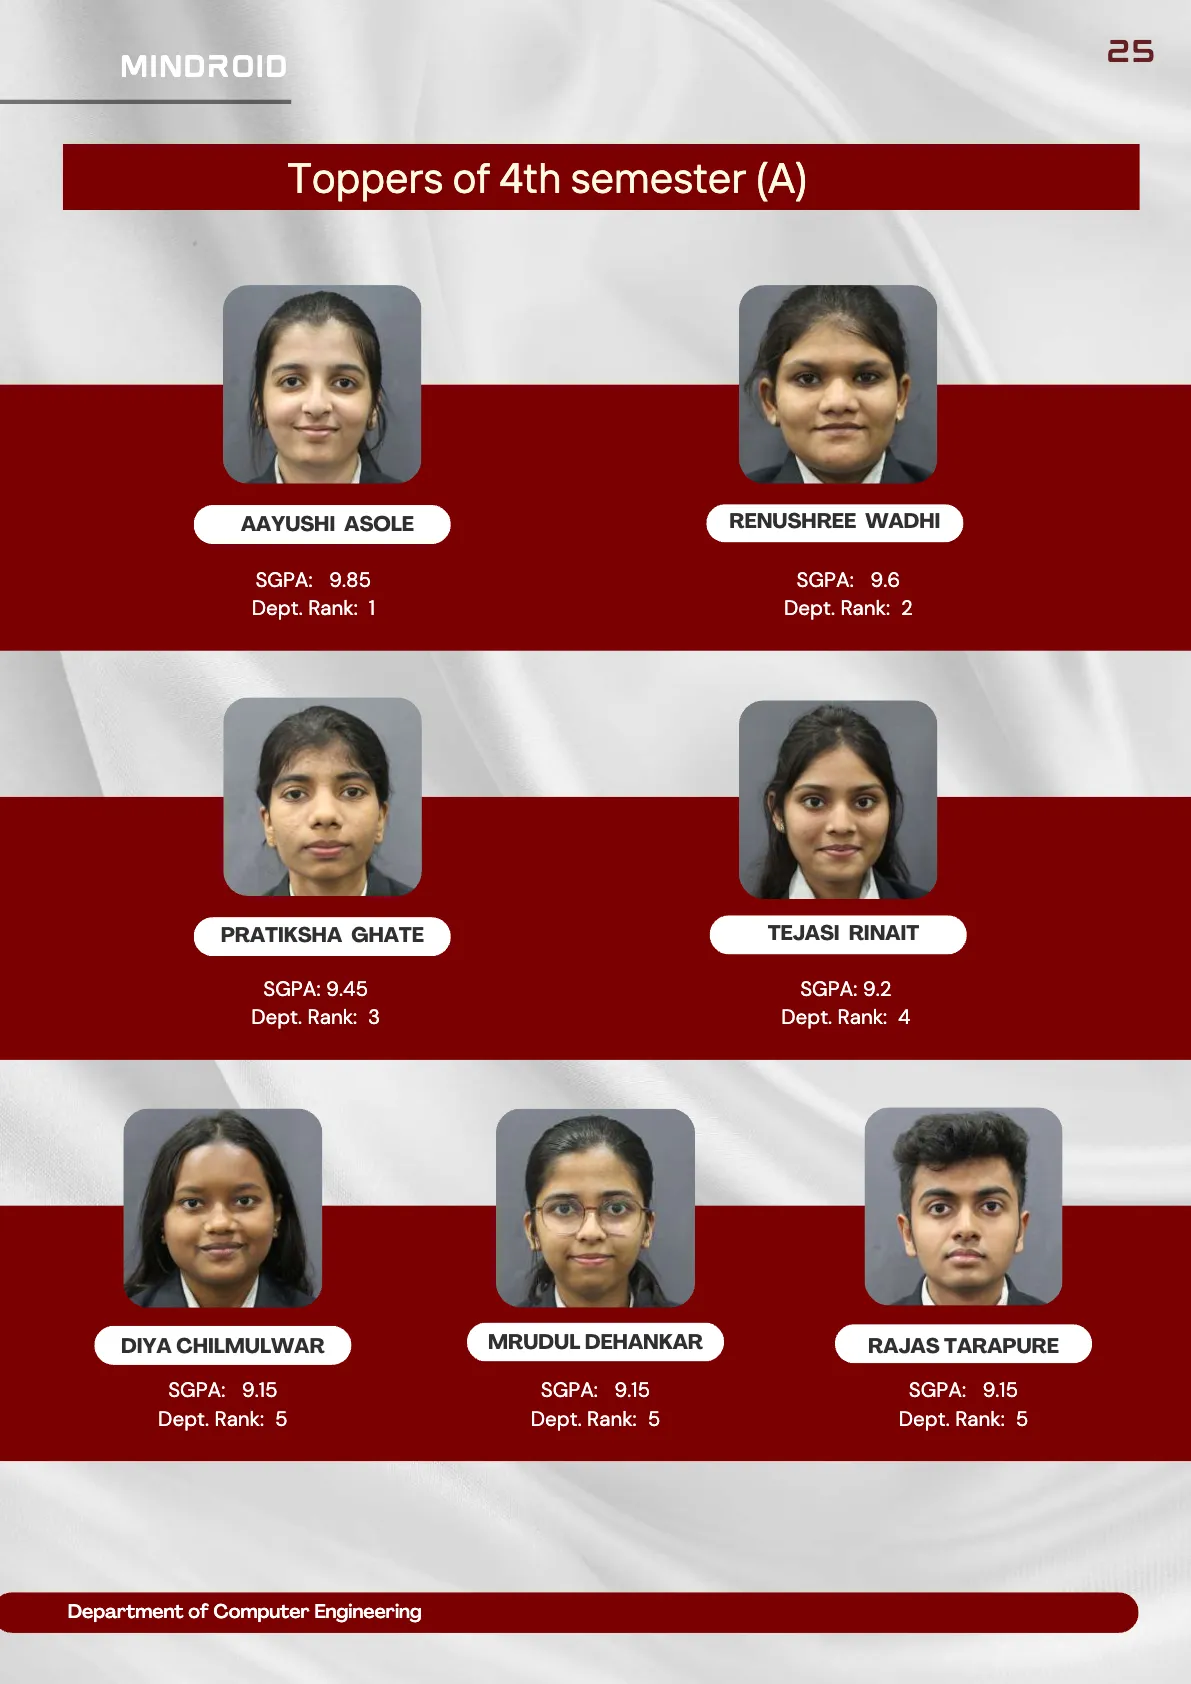 MINDROID
25
Toppers of 4th semester (A)
AAYUSHI ASOLE
SGPA: 9.85
Dept. Rank: 1
RENUSHREE WADHI
SGPA: 9.6
Dept. Rank: 2
PRATIKSHA GHATE
SGPA: 9.45
Dept. Rank: 3
TEJASI RINAIT
SGPA: 9.2
Dept. Rank: 4
DIYA CHILMULWAR
SGPA: 9.15
Dept. Rank: 5
MRUDUL DEHANKAR
SGPA: 9.15
Dept. Rank: 5
RAJAS TARAPURE
SGPA: 9.15
Dept. Rank: 5
Department of Computer Engineering